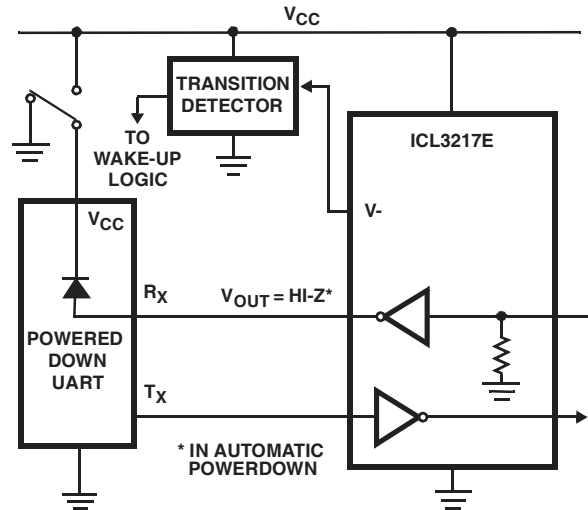 VCC
TRANSITION
DETECTOR
TO
WAKE-UP
LOGIC
ICL3217E
V-
VCC
RX
VOUT = HI-Z*
POWERED
DOWN
UART
TX
* IN AUTOMATIC
POWERDOWN